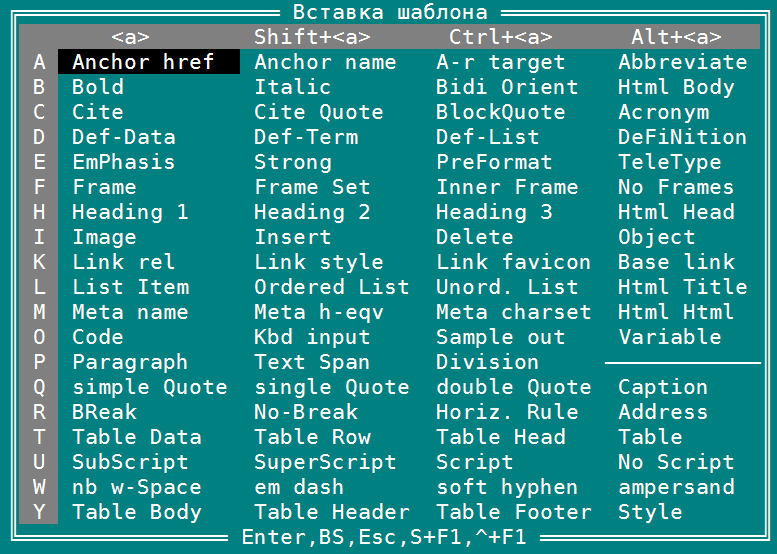 Вставка шаблона
<a> Shift+<a> Ctrl+<a> Alt+<a>
A Anchor href Anchor name A-r target Abbreviate
B Bold Italic Bidi Orient Html Body
C Cite Cite Quote BlockQuote Acronym
D Def-Data Def-Term Def-List DeFiNition
E EmPhasis Strong PreFormat TeleType
F Frame Frame Set Inner Frame No Frames
H Heading 1 Heading 2 Heading 3 Html Head
I Image Insert Delete Object
K Link rel Link style Link favicon Base link
L List Item Ordered List Unord. List Html Title
M Meta name Meta h-eqv Meta charset Html Html
O Code Kbd input Sample out Variable
P Paragraph Text Span Division
Q simple Quote single Quote double Quote Caption
R BReak No-Break Horiz. Rule Address
T Table Data Table Row Table Head Table
U SubScript SuperScript Script No Script
W nb w-Space em dash soft hyphen ampersand
Y Table Body Table Header Table Footer Style
Enter,BS,Esc,S+F1,^+F1